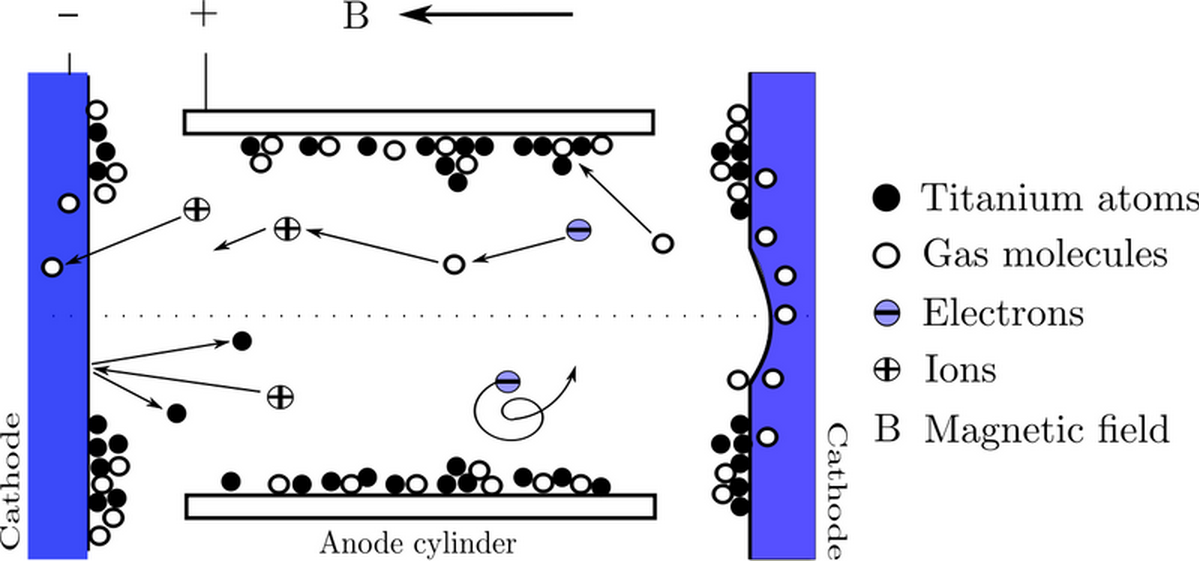 − + B
Titanium atoms
Gas molecules
Electrons
Ions
B Magnetic field
Cathode
Cathode
Anode cylinder